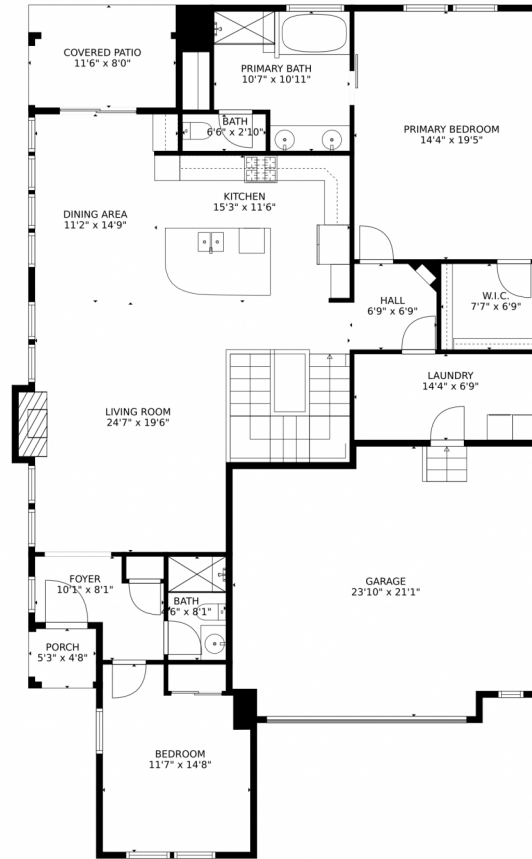 COVERED PATIO
11'6" x 8'0"
PRIMARY BATH
10'7" x 10'11"
BATH
6'6" x 2'10"
PRIMARY BEDROOM
14'4" x 19'5"
KITCHEN
15'3" x 11'6"
DINING AREA
11'2" x 14'9"
HALL
6'9" x 6'9"
W.I.C.
7'7" x 6'9"
LAUNDRY
14'4" x 6'9"
LIVING ROOM
24'7" x 19'6"
FOYER
10'1" x 8'1"
BATH
6" x 8'1"
GARAGE
23'10" x 21'1"
PORCH
5'3" x 4'8"
BEDROOM
11'7" x 14'8"